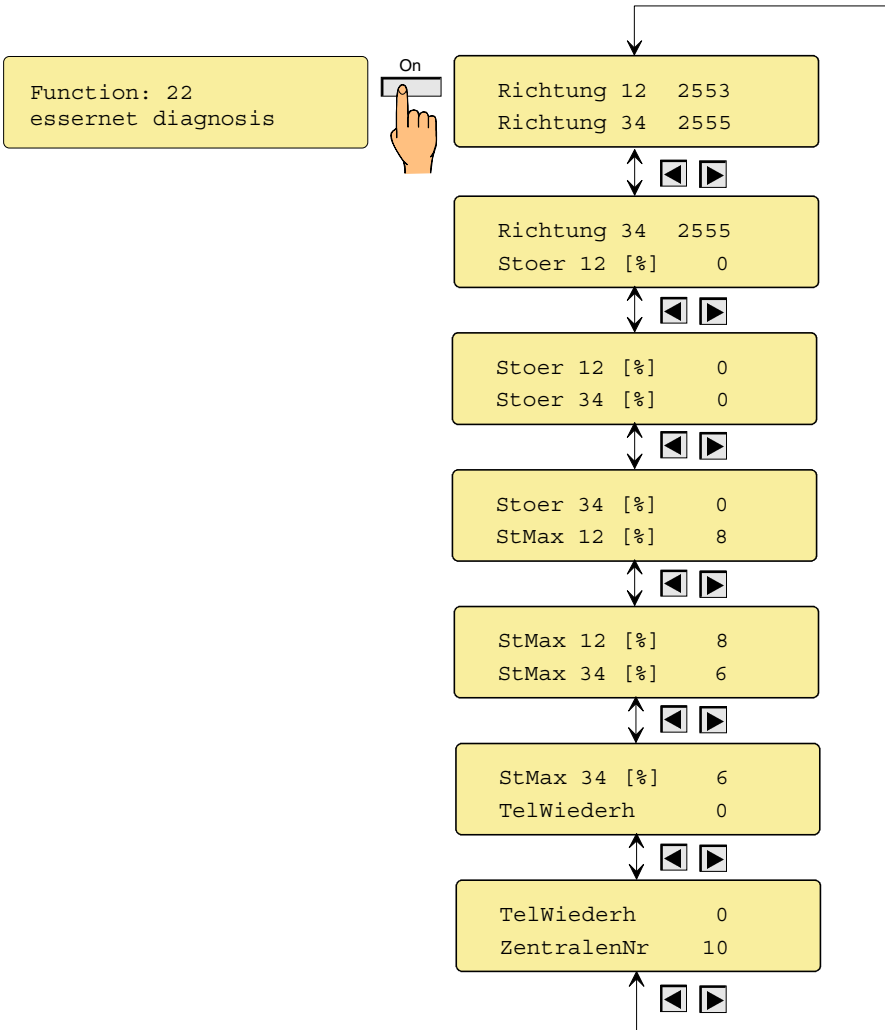 On
Function: 22
essernet diagnosis
Richtung 12 2553
Richtung 34 2555
Richtung 34 2555
Stoer 12 [%] 0
Stoer 12 [%] 0
Stoer 34 [%] 0
Stoer 34 [%] 0
StMax 12 [%] 8
StMax 12 [%] 8
StMax 34 [%] 6
StMax 34 [%] 6
TelWiederh 0
TelWiederh 0
ZentralenNr 10